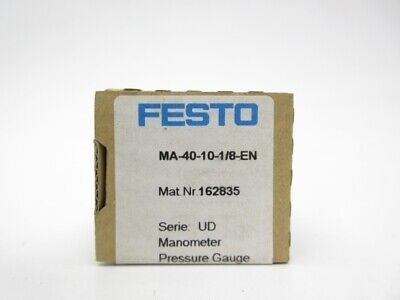 FESTO
MA-40-10-1/8-EN
Mat.Nr.162835
Serie: UD
Manometer
Pressure Gauge